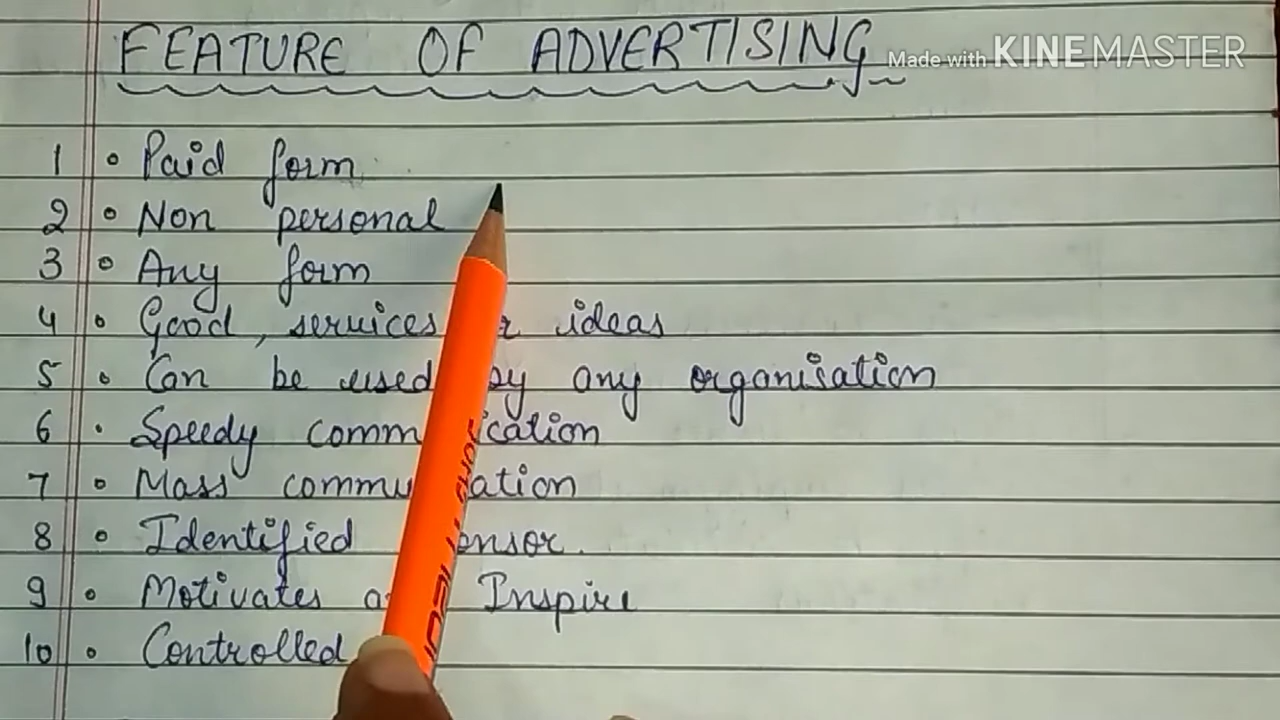 FEATURE OF ADVERTISING
Made with KINEMASTER
1 • Paid form
2 • Non personal
3 • Any form
4 • Good, services ideas
5 • Can be used any organisation
6 • Speedy
7 • Mass
8 • Identified
9 • Motivates Inspire
10 • Controlled